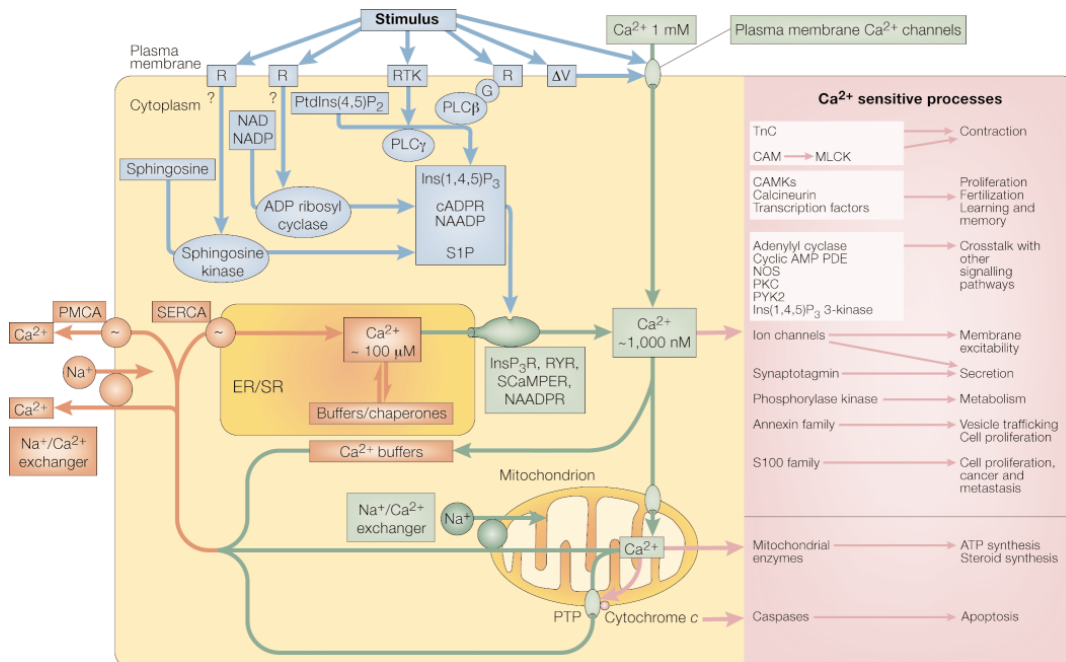 Stimulus
Ca²⁺ 1 mM
Plasma membrane Ca²⁺ channels
Plasma
membrane
R
R
RTK
R
ΔV
?
?
Cytoplasm
G
PtdIns(4,5)P₂
PLCβ
NAD
NADP
PLCγ
Sphingosine
Ins(1,4,5)P₃
cADPR
NAADP
S1P
ADP ribosyl
cyclase
Sphingosine
kinase
PMCA
SERCA
Ca²⁺
~
~
Ca²⁺
~ 100 µM
Ca²⁺
~1,000 nM
Na⁺
ER/SR
InsP₃R, RYR,
SCaMPER,
NAADPR
Ca²⁺
Buffers/chaperones
Na⁺/Ca²⁺
exchanger
Ca²⁺ buffers
Mitochondrion
Na⁺/Ca²⁺
exchanger
Na⁺
Ca²⁺
PTP
Cytochrome c
Ca²⁺ sensitive processes
TnC
Contraction
CAM
MLCK
CAMKs
Calcineurin
Transcription factors
Proliferation
Fertilization
Learning and
memory
Adenylyl cyclase
Cyclic AMP PDE
NOS
PKC
PYK2
Ins(1,4,5)P₃ 3-kinase
Crosstalk with
other
signalling
pathways
Ion channels
Membrane
excitability
Synaptotagmin
Secretion
Phosphorylase kinase
Metabolism
Annexin family
Vesicle trafficking
Cell proliferation
S100 family
Cell proliferation,
cancer and
metastasis
Mitochondrial
enzymes
ATP synthesis
Steroid synthesis
Caspases
Apoptosis